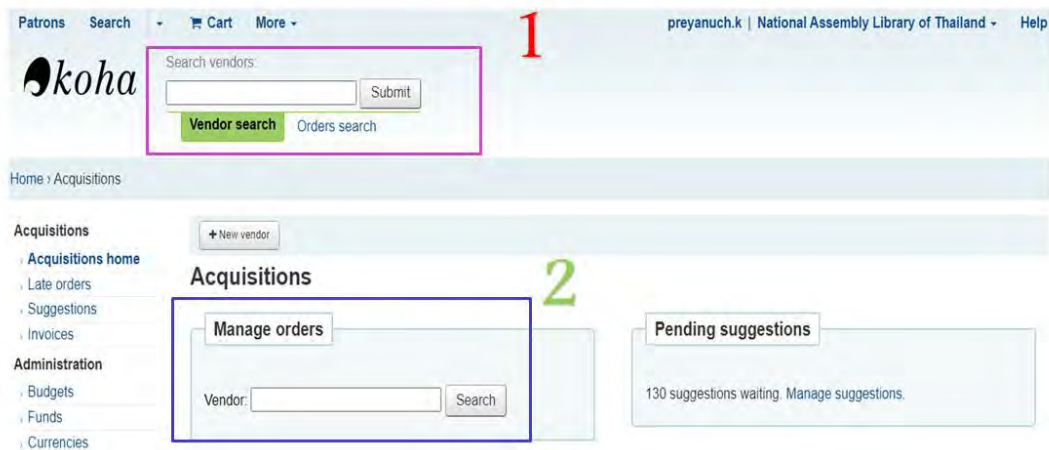 Patrons Search Cart More preyanuch.k | National Assembly Library of Thailand Help
1
koha
Search vendors:
Submit
Vendor search Orders search
Home › Acquisitions
Acquisitions
Acquisitions home
Late orders
Suggestions
Invoices
Administration
Budgets
Funds
Currencies
+ New vendor
Acquisitions
2
Manage orders
Vendor: Search
Pending suggestions
130 suggestions waiting. Manage suggestions.